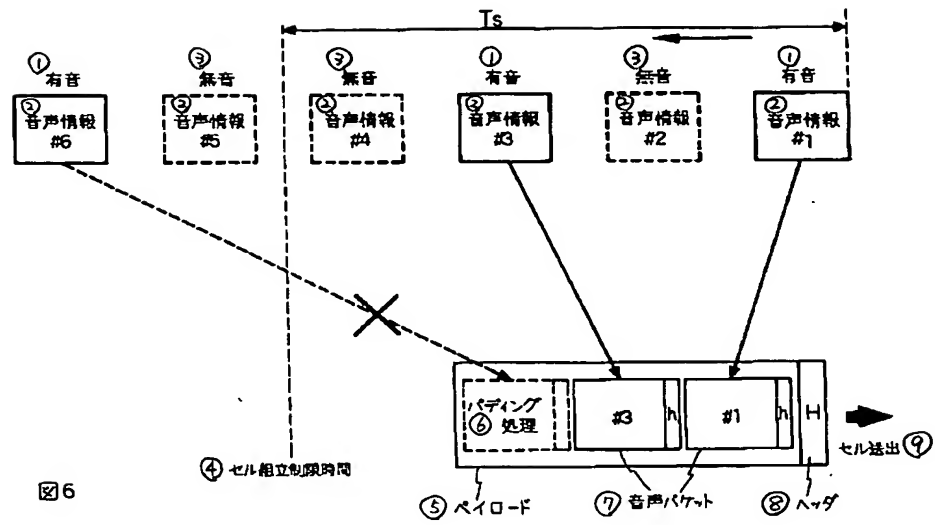 Ts
① ③ ③ ① ③ ①
有音 無音 無音 有音 無音 有音
② 音声情報 #6
② 音声情報 #5
② 音声情報 #4
② 音声情報 #3
② 音声情報 #2
② 音声情報 #1
パディング
⑥ 処理
#3 h #1 h H
セル送出 ⑨
④ セル組立制限時間
⑤ ペイロード
⑦ 音声パケット
⑧ ヘッダ
図6